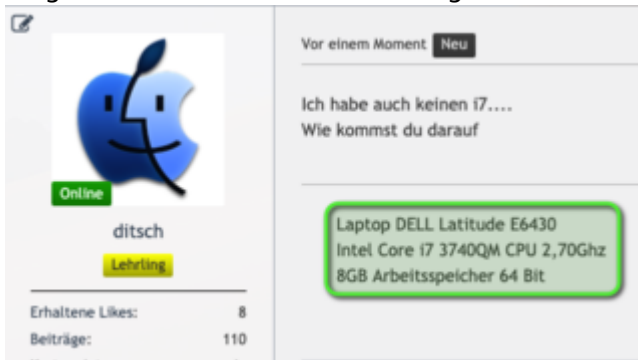 Vor einem Moment Neu
Ich habe auch keinen i7....
Wie kommst du darauf
Online
ditsch
Lehrling
Laptop DELL Latitude E6430
Intel Core i7 3740QM CPU 2,70Ghz
8GB Arbeitsspeicher 64 Bit
Erhaltene Likes: 8
Beiträge: 110